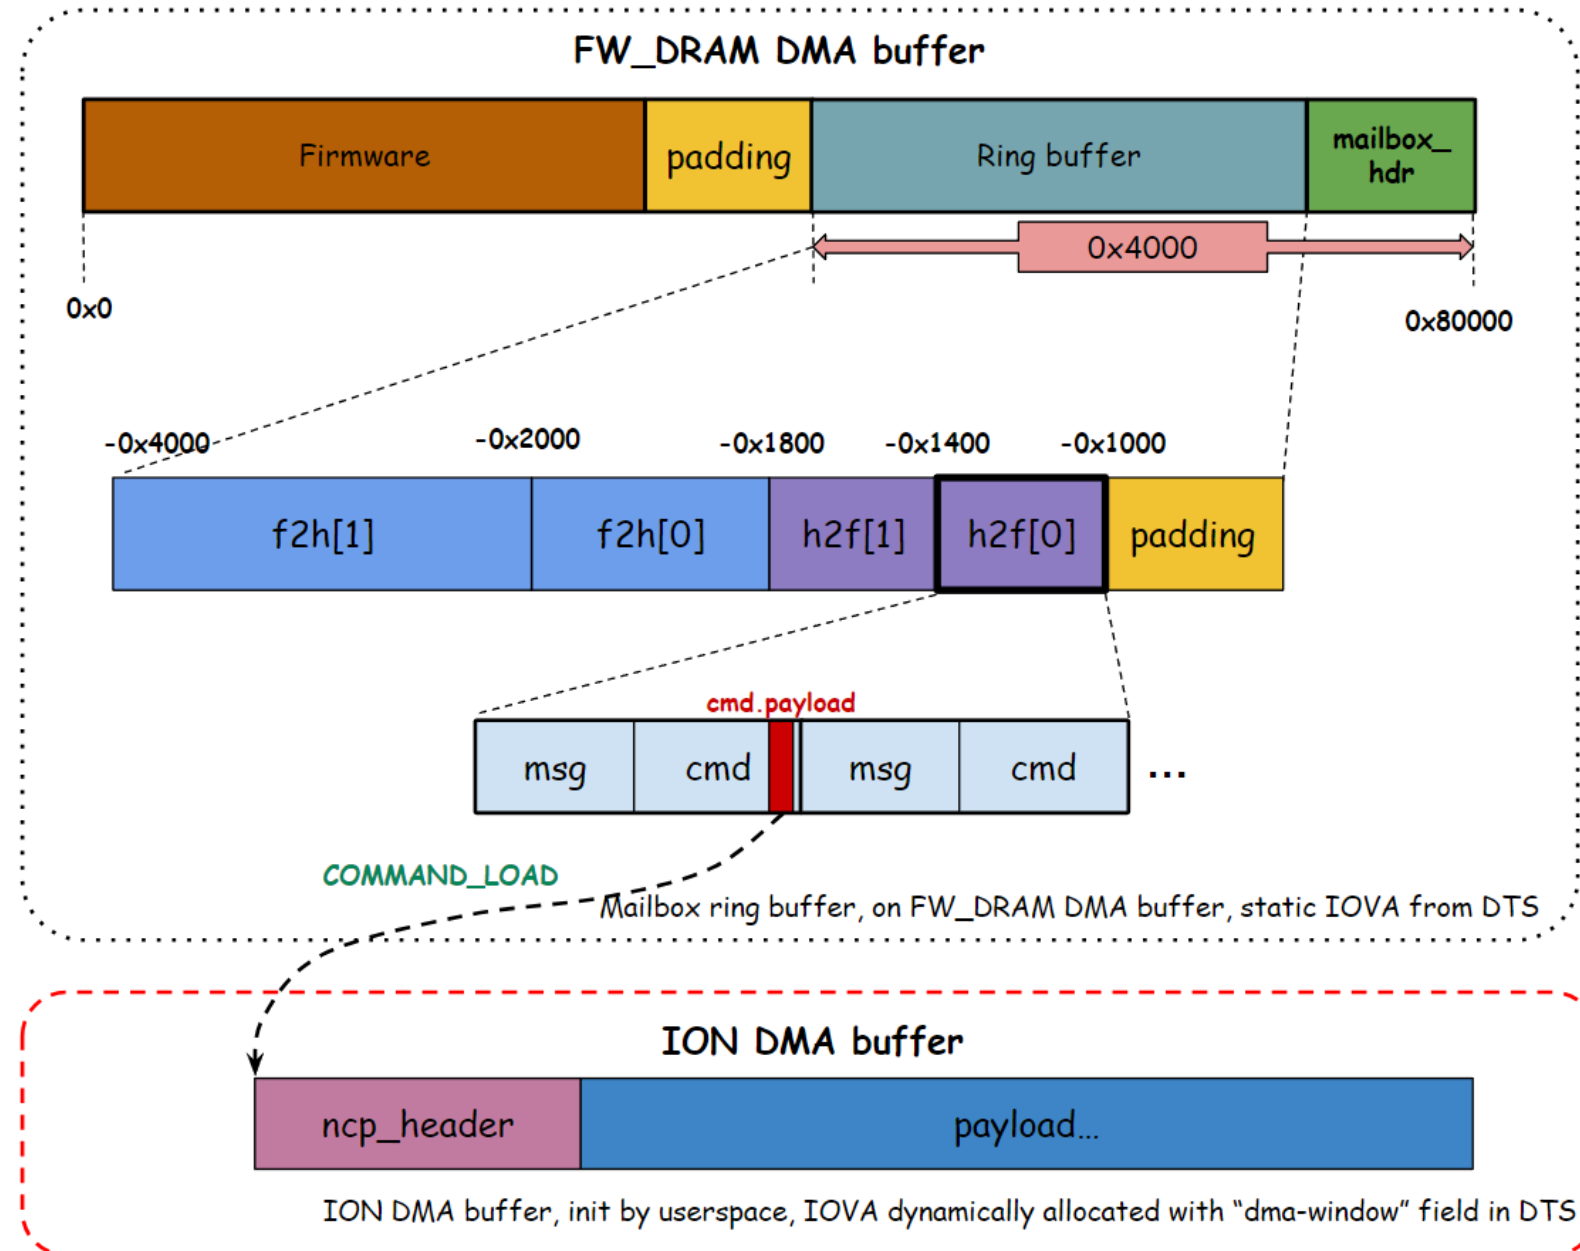 FW_DRAM DMA buffer
Firmware
padding
Ring buffer
mailbox_
hdr
0x4000
0x0
0x80000
-0x4000
-0x2000
-0x1800
-0x1400
-0x1000
f2h[1]
f2h[0]
h2f[1]
h2f[0]
padding
cmd.payload
msg
cmd
msg
cmd
...
COMMAND_LOAD
Mailbox ring buffer, on FW_DRAM DMA buffer, static IOVA from DTS
ION DMA buffer
ncp_header
payload...
ION DMA buffer, init by userspace, IOVA dynamically allocated with “dma-window” field in DTS